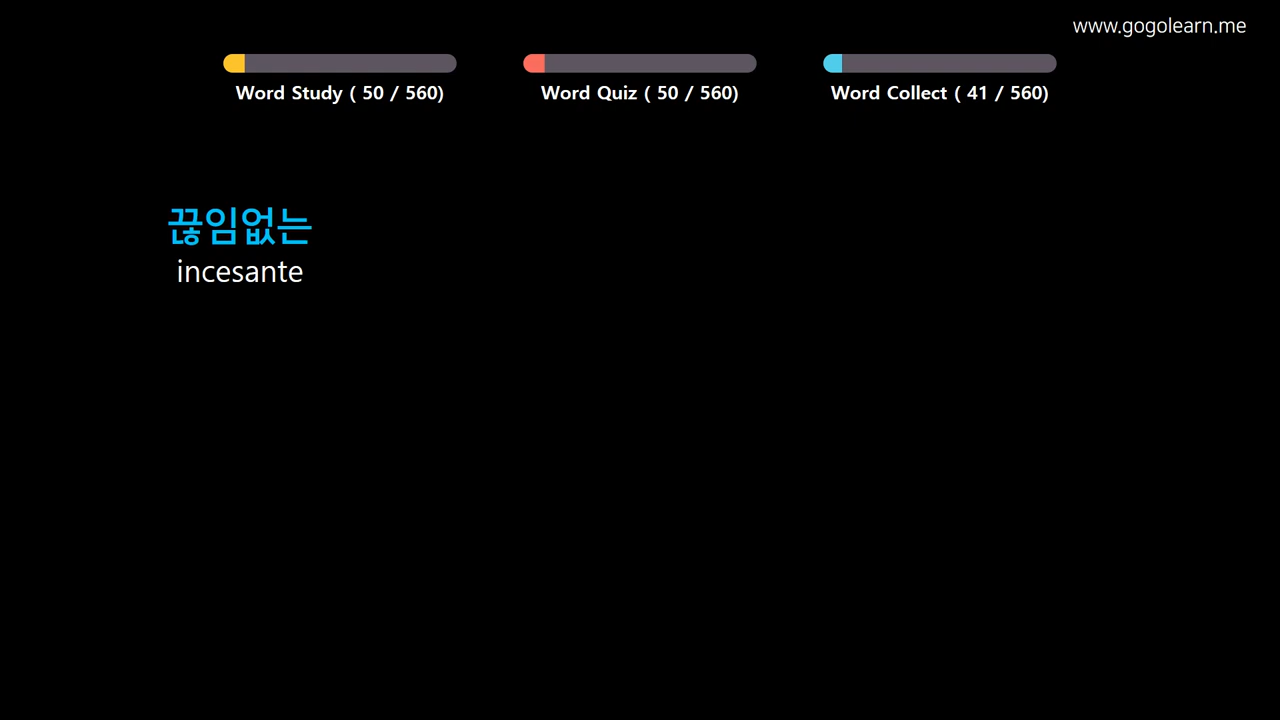 www.gogolearn.me
Word Study ( 50 / 560)
Word Quiz ( 50 / 560)
Word Collect ( 41 / 560)
끊임없는
incesante